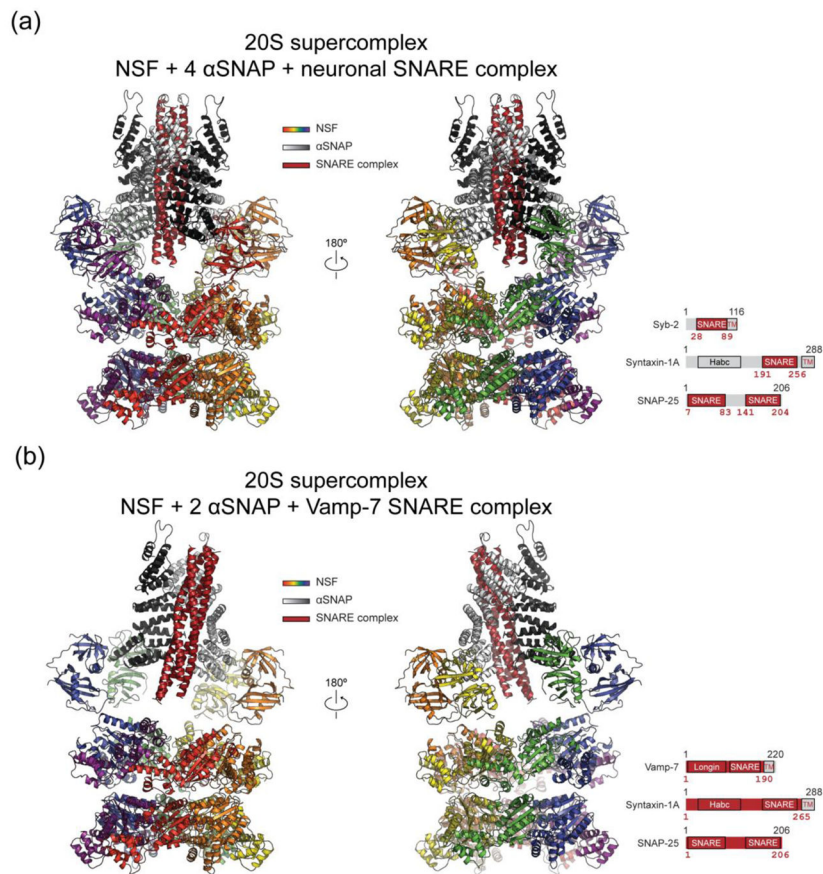 (a)
20S supercomplex
NSF + 4 αSNAP + neuronal SNARE complex
NSF
αSNAP
SNARE complex
180º
1 116
Syb-2 SNARE TM
28 89
1 288
Syntaxin-1A Habc SNARE TM
191 256
1 206
SNAP-25 SNARE SNARE
7 83 141 204
(b)
20S supercomplex
NSF + 2 αSNAP + Vamp-7 SNARE complex
NSF
αSNAP
SNARE complex
180º
1 220
Vamp-7 Longin SNARE TM
1 190
1 288
Syntaxin-1A Habc SNARE TM
1 265
1 206
SNAP-25 SNARE SNARE
1 206